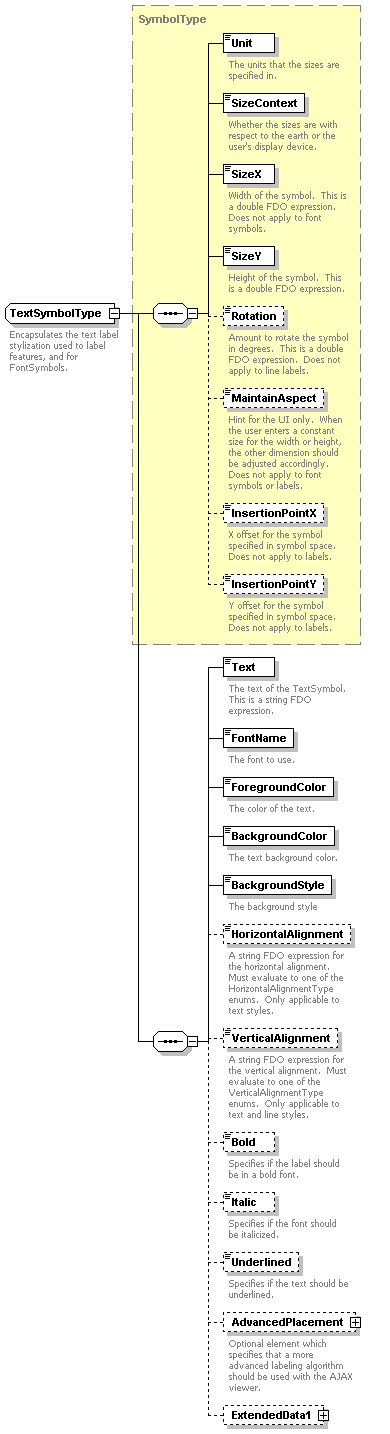 SymbolType
Unit
The units that the sizes are
specified in.
SizeContext
Whether the sizes are with
respect to the earth or the
user's display device.
SizeX
Width of the symbol.  This is
a double FDO expression.
Does not apply to font
symbols.
SizeY
Height of the symbol.  This
is a double FDO expression.
TextSymbolType
Encapsulates the text label
stylization used to label
features, and for
FontSymbols.
Rotation
Amount to rotate the symbol
in degrees.  This is a double
FDO expression.  Does not
apply to line labels.
MaintainAspect
Hint for the UI only.  When
the user enters a constant
size for the width or height,
the other dimension should
be adjusted accordingly.
Does not apply to font
symbols or labels.
InsertionPointX
X offset for the symbol
specified in symbol space.
Does not apply to labels.
InsertionPointY
Y offset for the symbol
specified in symbol space.
Does not apply to labels.
Text
The text of the TextSymbol.
This is a string FDO
expression.
FontName
The font to use.
ForegroundColor
The color of the text.
BackgroundColor
The text background color.
BackgroundStyle
The background style
HorizontalAlignment
A string FDO expression for
the horizontal alignment.
Must evaluate to one of the
HorizontalAlignmentType
enums.  Only applicable to
text styles.
VerticalAlignment
A string FDO expression for
the vertical alignment.  Must
evaluate to one of the
VerticalAlignmentType
enums.  Only applicable to
text and line styles.
Bold
Specifies if the label should
be in a bold font.
Italic
Specifies if the font should
be italicized.
Underlined
Specifies if the text should be
underlined.
AdvancedPlacement
Optional element which
specifies that a more
advanced labeling algorithm
should be used with the AJAX
viewer.
ExtendedData1